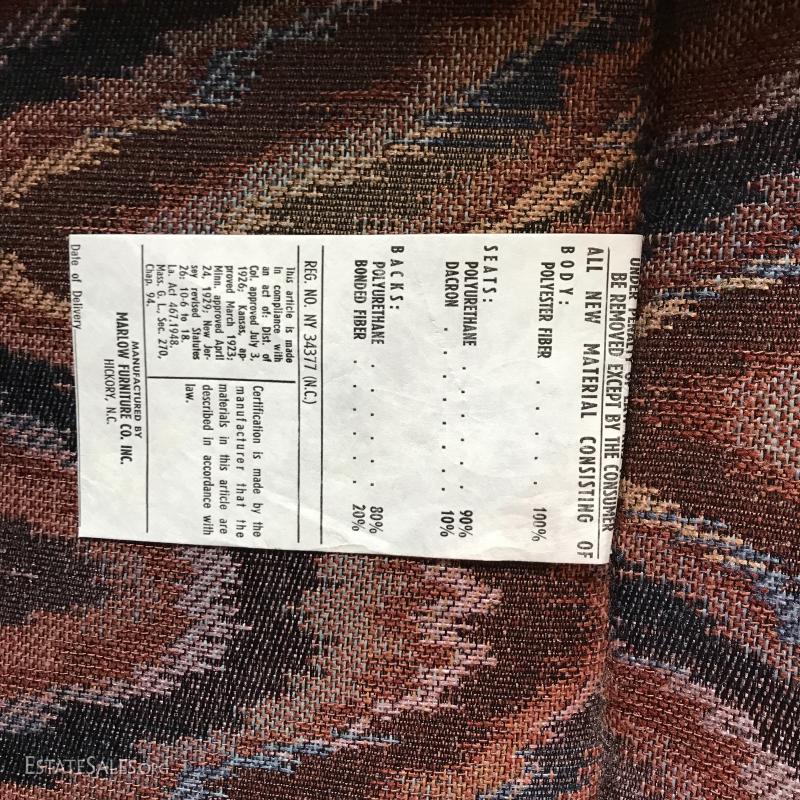 UNDER PENALTY
BE REMOVED EXCEPT BY THE CONSUMER
ALL NEW MATERIAL CONSISTING OF
BODY:
POLYESTER FIBER . . . . . 100%
SEATS:
POLYURETHANE . . . . . 90%
DACRON . . . . . . 10%
BACKS:
POLYURETHANE . . . . . . 80%
BONDED FIBER . . . . . . 20%
REG. NO. NY 34377 (N.C.)
This article is made
in compliance with
an act of: Dist. of
Col approved July 3,
1926; Kansas, ap-
proved March 1923;
Minn. approved April
24, 1929; New Jer-
sey revised Statutes
26: 10-6 to 18.
La. Act 467,1948.
Mass. G. L., Sec. 270,
Chap. 94.
Certification is made by the
manufacturer that the
materials in this article are
described in accordance with
law.
MANUFACTURED BY
MARLOW FURNITURE CO. INC.
HICKORY, N.C.
Date of Delivery
ESTATESALES.ORG